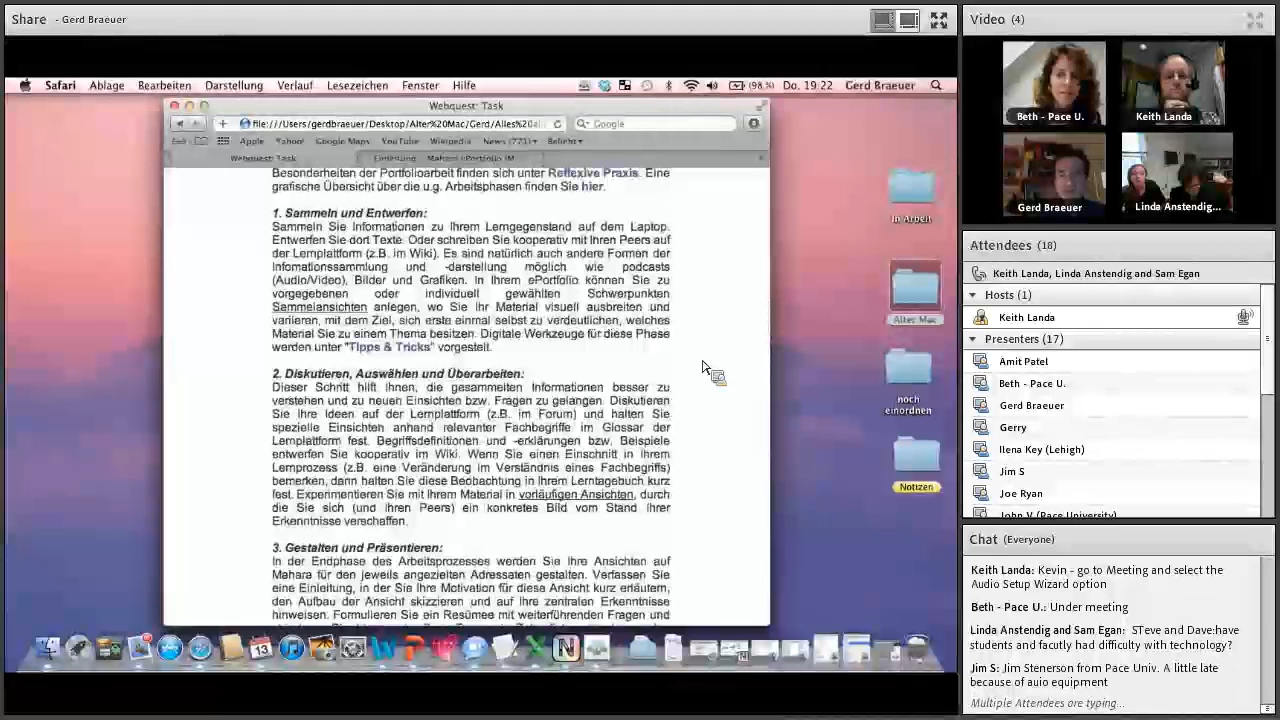 Share - Gerd Braeuer
Safari Ablage Bearbeiten Darstellung Verlauf Lesezeichen Fenster Hilfe
(98 %) Do. 19:22 Gerd Braeuer
Webquest: Task
file:///Users/gerdbraeuer/Desktop/Alter%20Mac/Gerd/Alles%20al...
Google
Apple Yahoo! Google Maps YouTube Wikipedia News (771) Beliebt
Webquest: Task
Besonderheiten der Portfolioarbeit finden sich unter Reflexive Praxis. Eine
grafische Übersicht über die u.g. Arbeitsphasen finden Sie hier.
1. Sammeln und Entwerfen:
Sammeln Sie Informationen zu Ihrem Lerngegenstand auf dem Laptop.
Entwerfen Sie dort Texte. Oder schreiben Sie kooperativ mit Ihren Peers auf
der Lernplattform (z.B. im Wiki). Es sind natürlich auch andere Formen der
Infomationssammlung und -darstellung möglich wie podcasts
(Audio/Video), Bilder und Grafiken. In Ihrem ePortfolio können Sie zu
vorgegebenen oder individuell gewählten Schwerpunkten
Sammelansichten anlegen, wo Sie Ihr Material visuell ausbreiten und
variieren, mit dem Ziel, sich erste einmal selbst zu verdeutlichen, welches
Material Sie zu einem Thema besitzen. Digitale Werkzeuge für diese Phase
werden unter "Tipps & Tricks" vorgestellt.
2. Diskutieren, Auswählen und Überarbeiten:
Dieser Schritt hilft Ihnen, die gesammelten Informationen besser zu
verstehen und zu neuen Einsichten bzw. Fragen zu gelangen. Diskutieren
Sie Ihre Ideen auf der Lernplattform (z.B. im Forum) und halten Sie
spezielle Einsichten anhand relevanter Fachbegriffe im Glossar der
Lernplattform fest. Begriffsdefinitionen und -erklärungen bzw. Beispiele
entwerfen Sie kooperativ im Wiki. Wenn Sie einen Einschnitt in Ihrem
Lernprozess (z.B. eine Veränderung im Verständnis eines Fachbegriffs)
bemerken, dann halten Sie diese Beobachtung in Ihrem Lerntagebuch kurz
fest. Experimentieren Sie mit Ihrem Material in vorläufigen Ansichten, durch
die Sie sich (und Ihren Peers) ein konkretes Bild vom Stand Ihrer
Erkenntnisse verschaffen.
3. Gestalten und Präsentieren:
In der Endphase des Arbeitsprozesses werden Sie Ihre Ansichten auf
Mahara für den jeweils angezielten Adressaten gestalten. Verfassen Sie
eine Einleitung, in der Sie Ihre Motivation für diese Ansicht kurz erläutern,
den Aufbau der Ansicht skizzieren und auf Ihre zentralen Erkenntnisse
hinweisen. Formulieren Sie ein Resümee mit weiterführenden Fragen und
In Arbeit
Alter Mac
noch
einordnen
Notizen
Video (4)
Beth - Pace U.
Keith Landa
Gerd Braeuer
Linda Anstendig...
Attendees (18)
Keith Landa, Linda Anstendig and Sam Egan
Hosts (1)
Keith Landa
Presenters (17)
Amit Patel
Beth - Pace U.
Gerd Braeuer
Gerry
Ilena Key (Lehigh)
Jim S
Joe Ryan
John V (Pace University)
Chat (Everyone)
Keith Landa: Kevin - go to Meeting and select the
Audio Setup Wizard option
Beth - Pace U.: Under meeting
Linda Anstendig and Sam Egan: STeve and Dave:have
students and facutly had difficulty with technology?
Jim S: Jim Stenerson from Pace Univ. A little late
because of auio equipment
Multiple Attendees are typing...